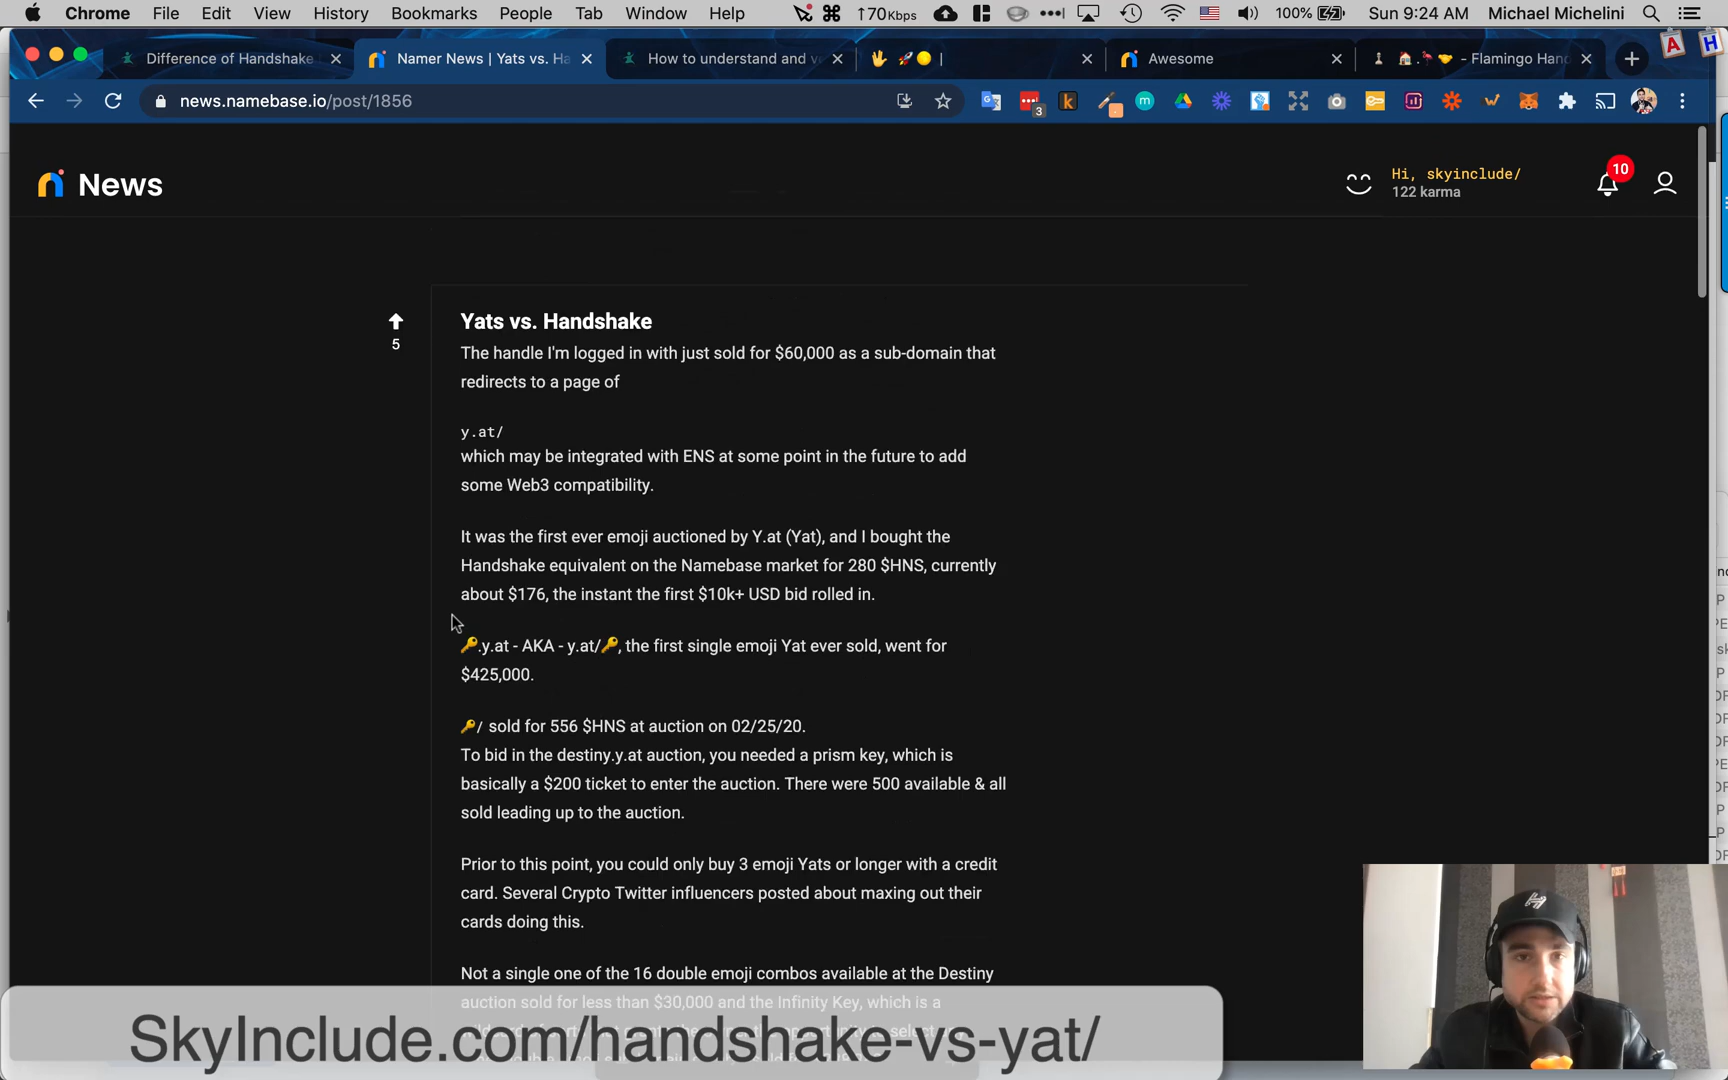 Chrome File Edit View History Bookmarks People Tab Window Help ↑70Kbps 100% Sun 9:24 AM Michael Michelini
Difference of Handshake Namer News | Yats vs. Ha How to understand and v 🖖 🚀🟡 | Awesome 🏠.🦩🤝 - Flamingo Hand
news.namebase.io/post/1856
3
News
Hi, skyinclude/
122 karma
10
Yats vs. Handshake
5
The handle I'm logged in with just sold for $60,000 as a sub-domain that
redirects to a page of
y.at/
which may be integrated with ENS at some point in the future to add
some Web3 compatibility.
It was the first ever emoji auctioned by Y.at (Yat), and I bought the
Handshake equivalent on the Namebase market for 280 $HNS, currently
about $176, the instant the first $10k+ USD bid rolled in.
🔑.y.at - AKA - y.at/🔑, the first single emoji Yat ever sold, went for
$425,000.
🔑/ sold for 556 $HNS at auction on 02/25/20.
To bid in the destiny.y.at auction, you needed a prism key, which is
basically a $200 ticket to enter the auction. There were 500 available & all
sold leading up to the auction.
Prior to this point, you could only buy 3 emoji Yats or longer with a credit
card. Several Crypto Twitter influencers posted about maxing out their
cards doing this.
Not a single one of the 16 double emoji combos available at the Destiny
auction sold for less than $30,000 and the Infinity Key, which is a
SkyInclude.com/handshake-vs-yat/